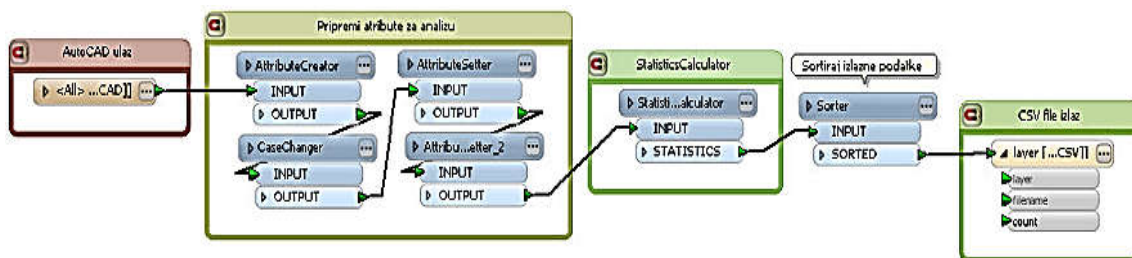 AutoCAD ulaz
<All> ...CAD]]
Pripremi atribute za analizu
AttributeCreator
INPUT
OUTPUT
CaseChanger
INPUT
OUTPUT
AttributeSetter
INPUT
OUTPUT
Attribu...etter_2
INPUT
OUTPUT
StatisticsCalculator
Statisti...alculator
INPUT
STATISTICS
Sortiraj izlazne podatke
Sorter
INPUT
SORTED
CSV file izlaz
layer [...CSV]]
layer
filename
count